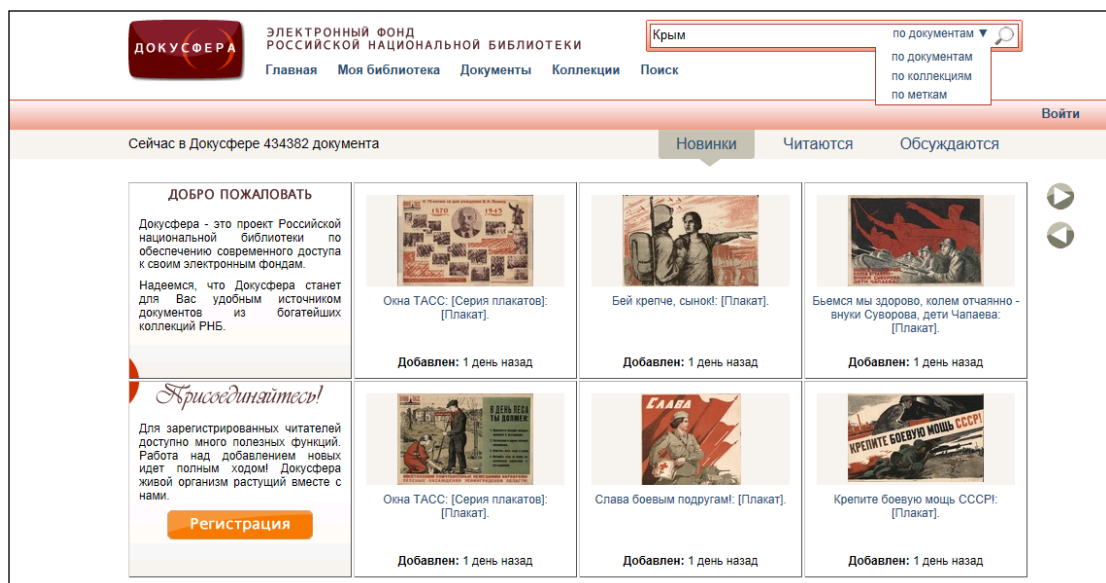 ДОКУСФЕРА
ЭЛЕКТРОННЫЙ ФОНД
РОССИЙСКОЙ НАЦИОНАЛЬНОЙ БИБЛИОТЕКИ
Крым
по документам ▼
по документам
по коллекциям
по меткам
Главная Моя библиотека Документы Коллекции Поиск
Войти
Сейчас в Докусфере 434382 документа
Новинки Читаются Обсуждаются
ДОБРО ПОЖАЛОВАТЬ
Докусфера - это проект Российской
национальной библиотеки по
обеспечению современного доступа
к своим электронным фондам.
Надеемся, что Докусфера станет
для Вас удобным источником
документов из богатейших
коллекций РНБ.
1870 1945
Окна ТАСС: [Серия плакатов]:
[Плакат].
Добавлен: 1 день назад
Бей крепче, сынок!: [Плакат].
Добавлен: 1 день назад
Бьемся мы здорово, колем отчаянно -
внуки Суворова, дети Чапаева:
[Плакат].
Добавлен: 1 день назад
Присоединяйтесь!
Для зарегистрированных читателей
доступно много полезных функций.
Работа над добавлением новых
идет полным ходом! Докусфера
живой организм растущий вместе с
нами.
Регистрация
В ДЕНЬ ЛЕСА
ТЫ ДОЛЖЕН:
Окна ТАСС: [Серия плакатов]:
[Плакат].
Добавлен: 1 день назад
СЛАВА
Слава боевым подругам!: [Плакат].
Добавлен: 1 день назад
КРЕПИТЕ БОЕВУЮ МОЩЬ СССР!
Крепите боевую мощь СССР!:
[Плакат].
Добавлен: 1 день назад